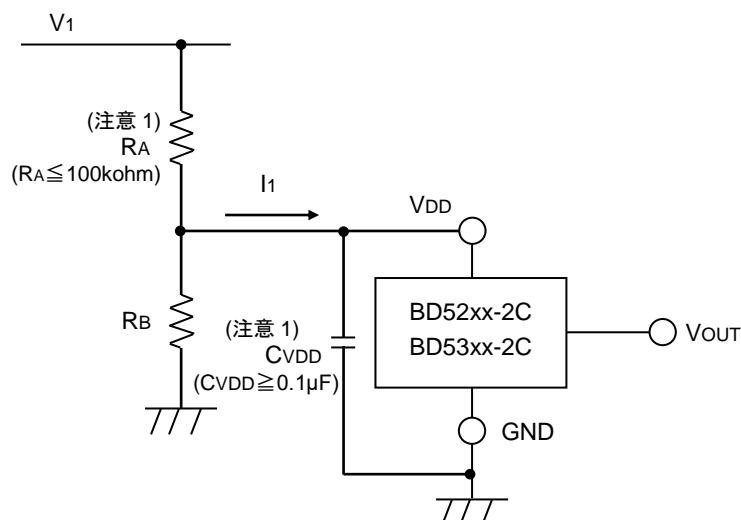 V1
(注意 1)
RA
(RA≦100kohm)
I1
VDD
RB
(注意 1)
CVDD
(CVDD≧0.1µF)
BD52xx-2C
BD53xx-2C
VOUT
GND